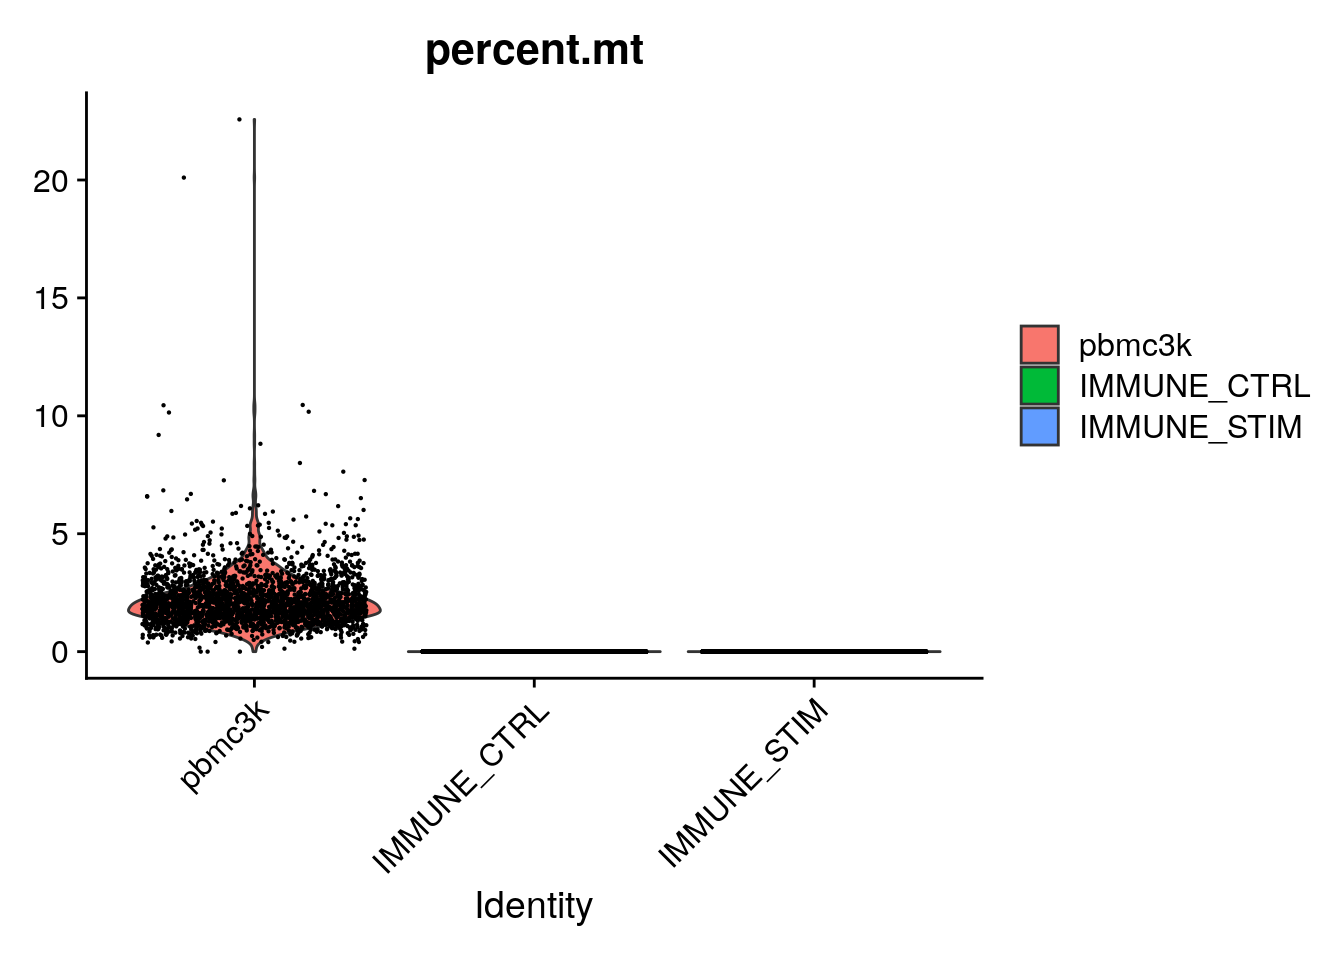 percent.mt
20
15
10
5
0
pbmc3k
IMMUNE_CTRL
IMMUNE_STIM
Identity
pbmc3k
IMMUNE_CTRL
IMMUNE_STIM